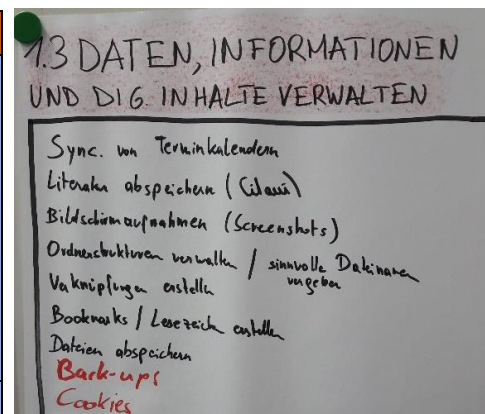 1.3 DATEN, INFORMATIONEN
UND DIG. INHALTE VERWALTEN
Sync. von Terminkalendern
Literatur abspeichern (Citavi)
Bildschirmaufnahmen (Screenshots)
Ordnerstrukturen verwalten / sinnvolle Dateinamen
vergeben
Verknüpfungen erstellen
Bookmarks / Lesezeich erstellen
Dateien abspeichern
Back-ups
Cookies